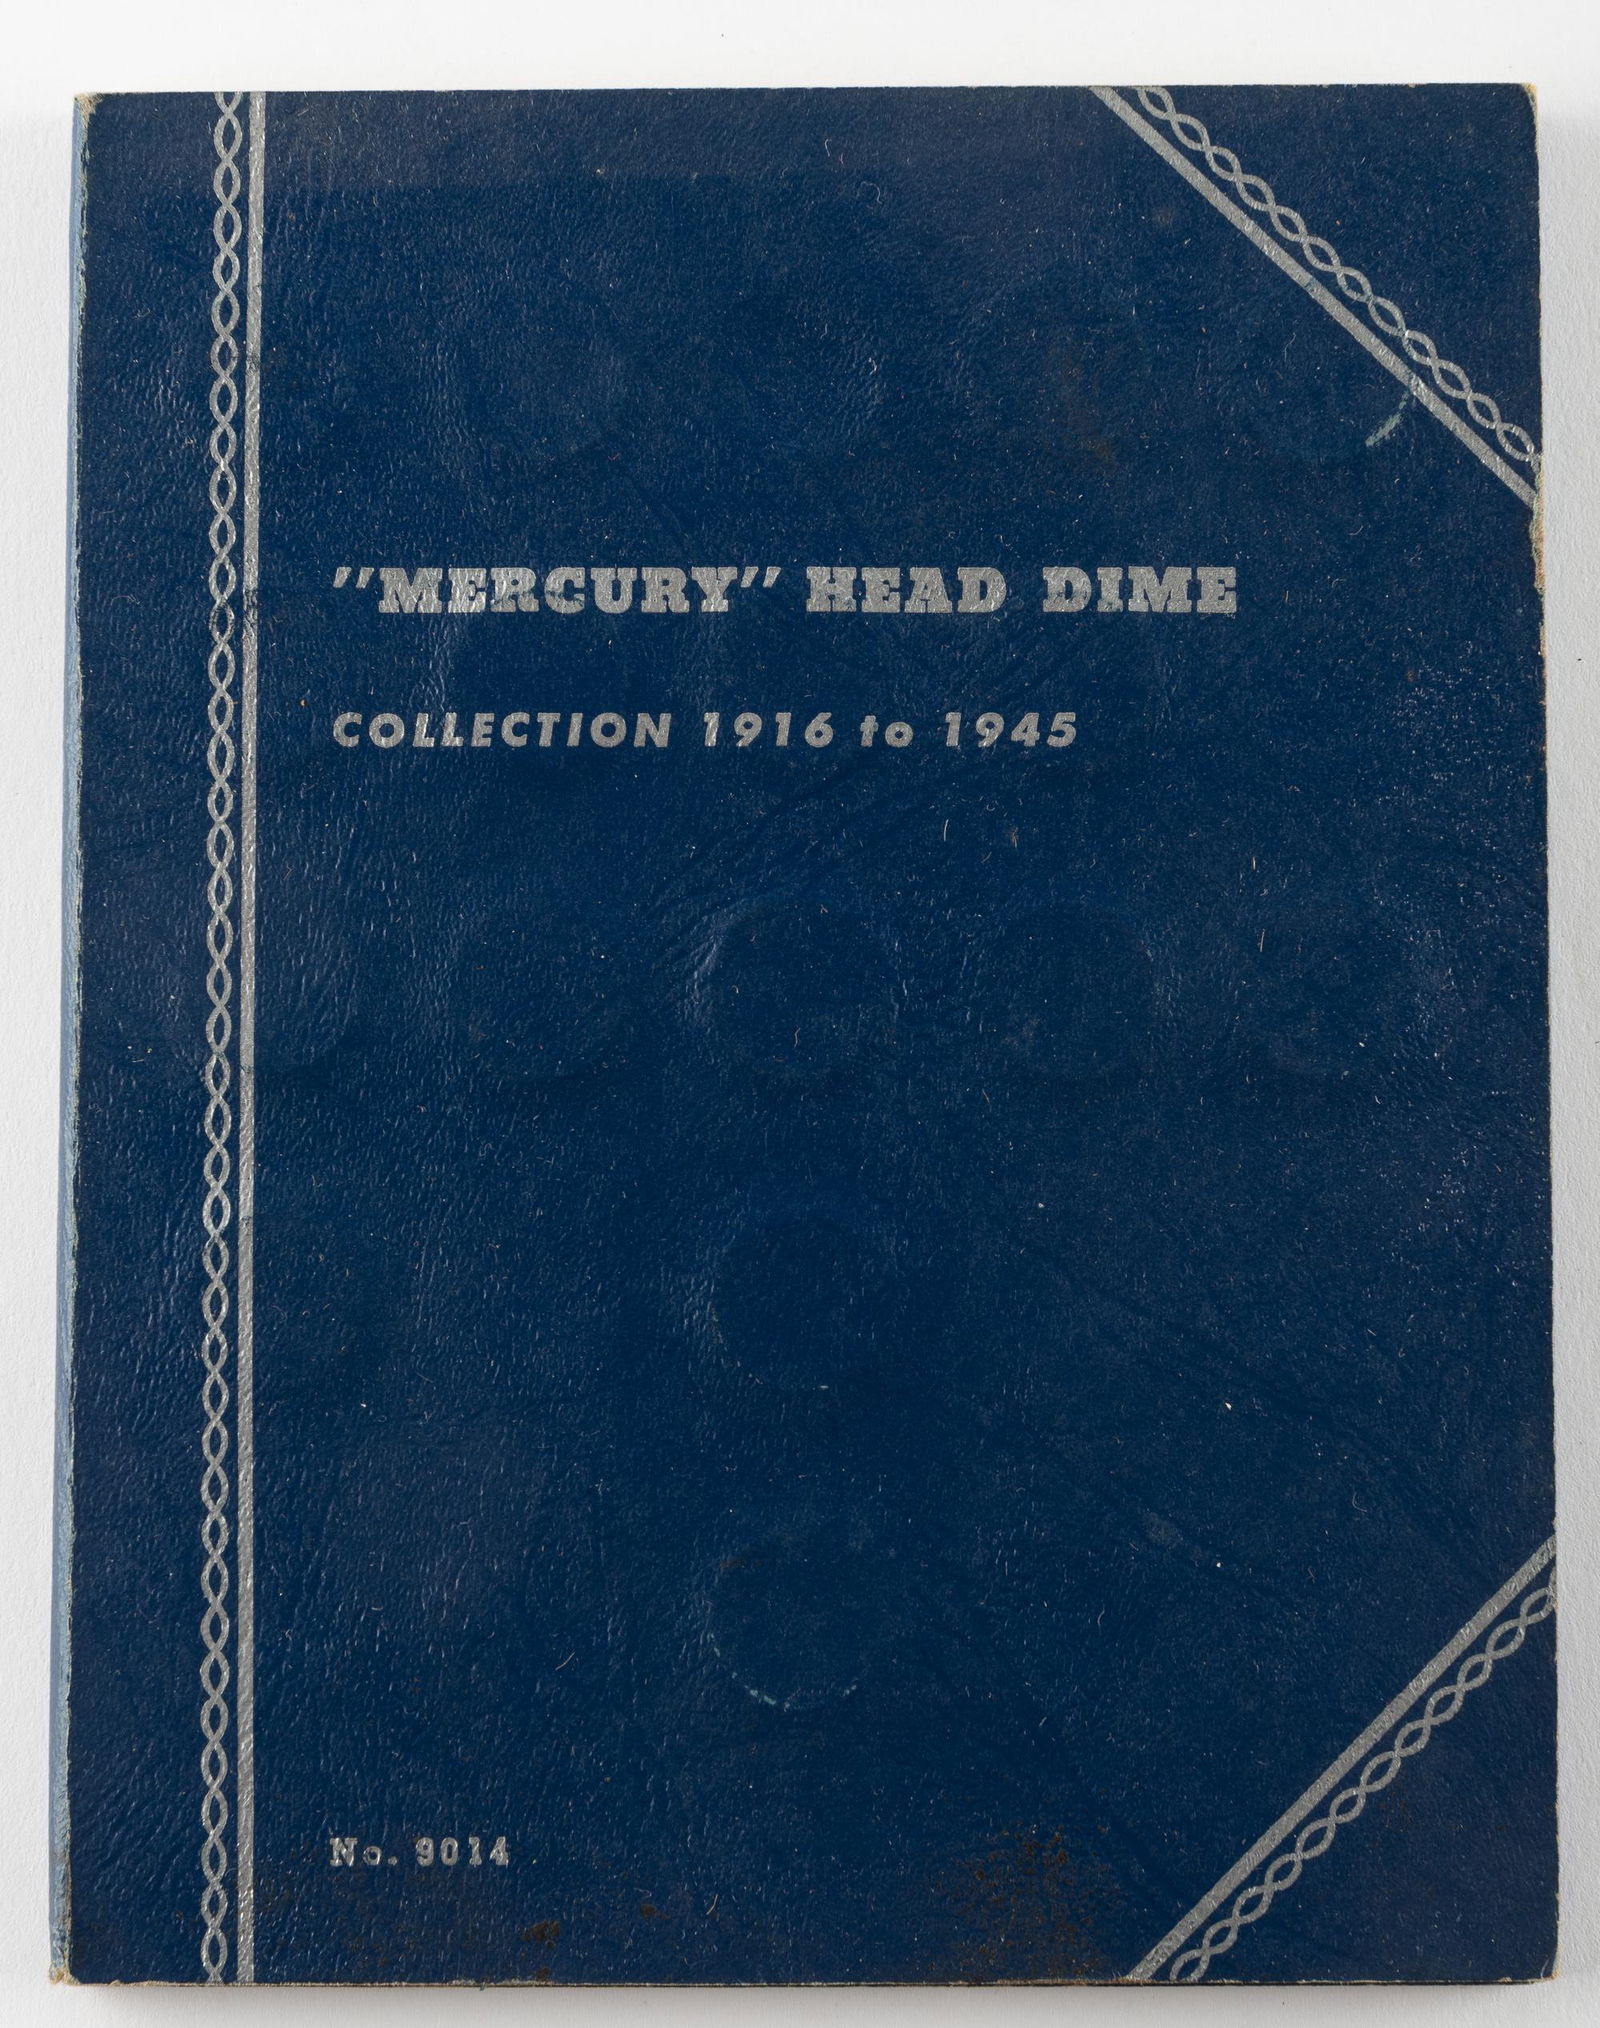 "MERCURY" HEAD DIME
COLLECTION 1916 to 1945
No. 9014